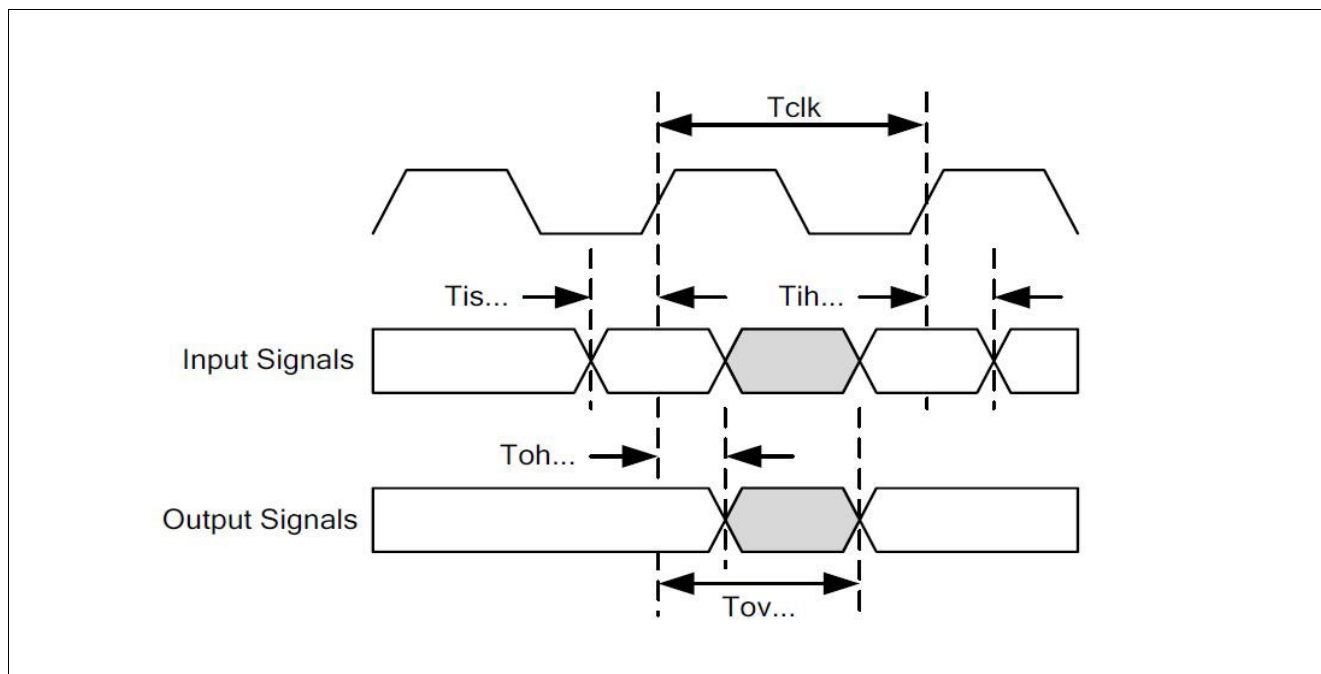 Tclk
Tis...
Tih...
Input Signals
Toh...
Output Signals
Tov...